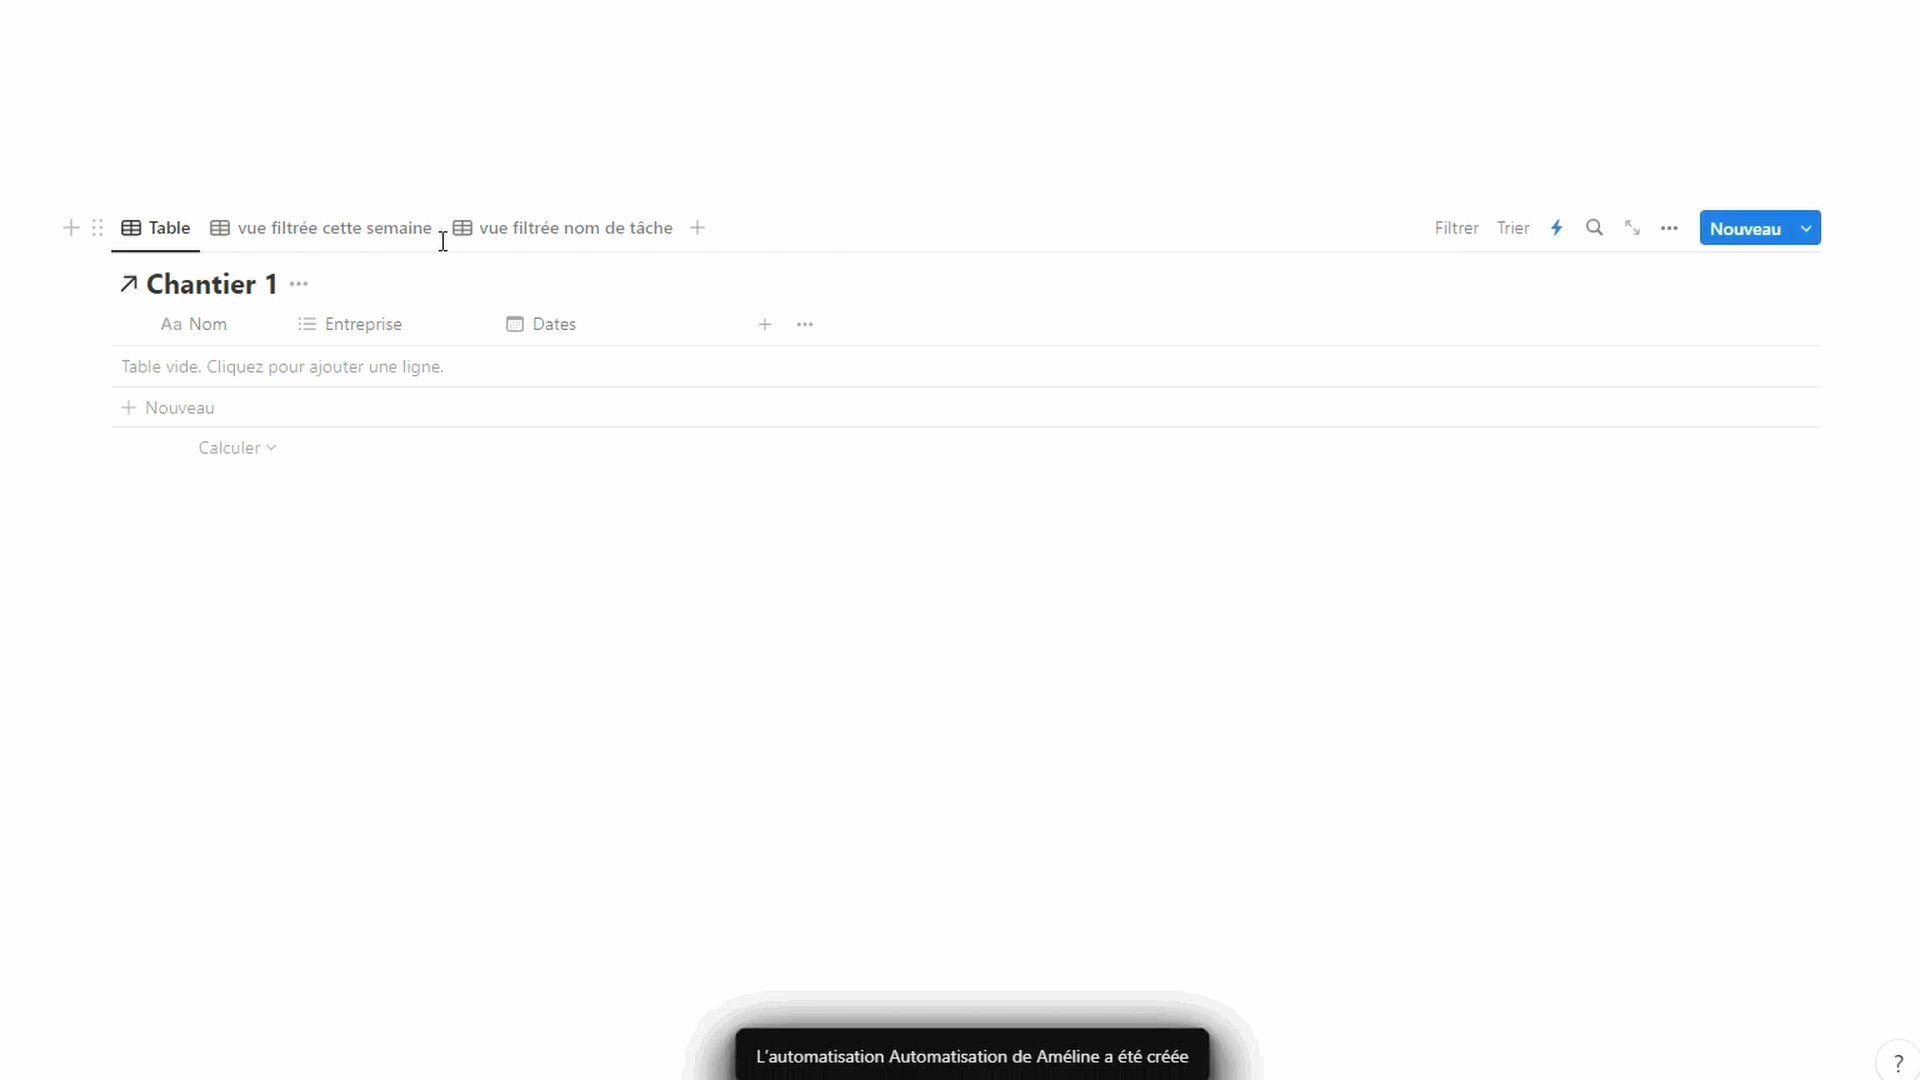 Table vue filtrée cette semaine vue filtrée nom de tâche Filtrer Trier Nouveau
Chantier 1
Aa Nom Entreprise Dates
Table vide. Cliquez pour ajouter une ligne.
Nouveau
Calculer
L'automatisation Automatisation de Améline a été créée
?